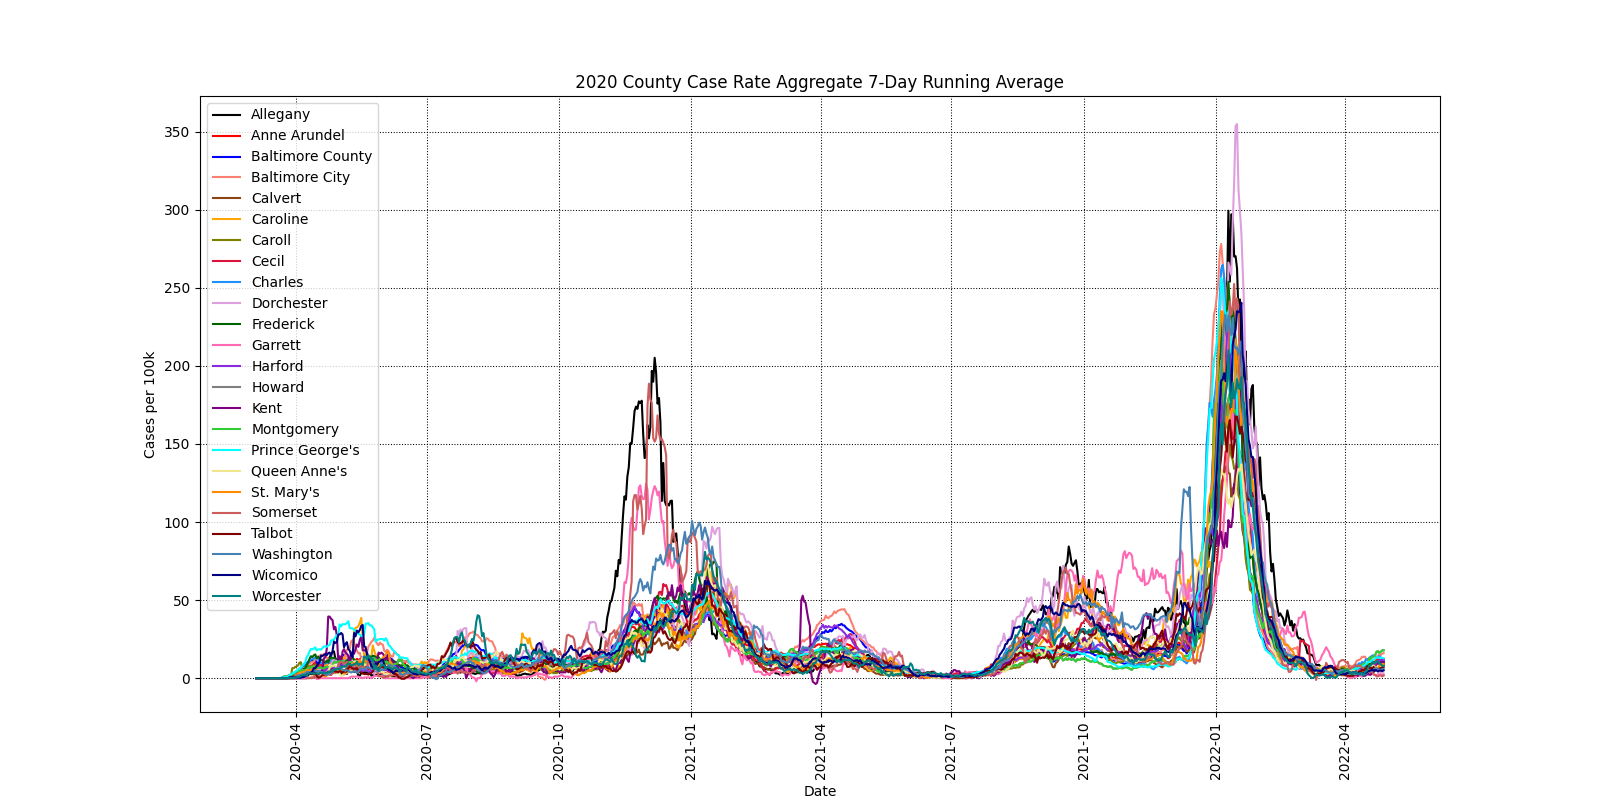 2020 County Case Rate Aggregate 7-Day Running Average
Allegany
Anne Arundel
Baltimore County
Baltimore City
Calvert
Caroline
Caroll
Cecil
Charles
Dorchester
Frederick
Garrett
Harford
Howard
Kent
Montgomery
Prince George's
Queen Anne's
St. Mary's
Somerset
Talbot
Washington
Wicomico
Worcester
Cases per 100k
350
300
250
200
150
100
50
0
2020-04
2020-07
2020-10
2021-01
2021-04
2021-07
2021-10
2022-01
2022-04
Date